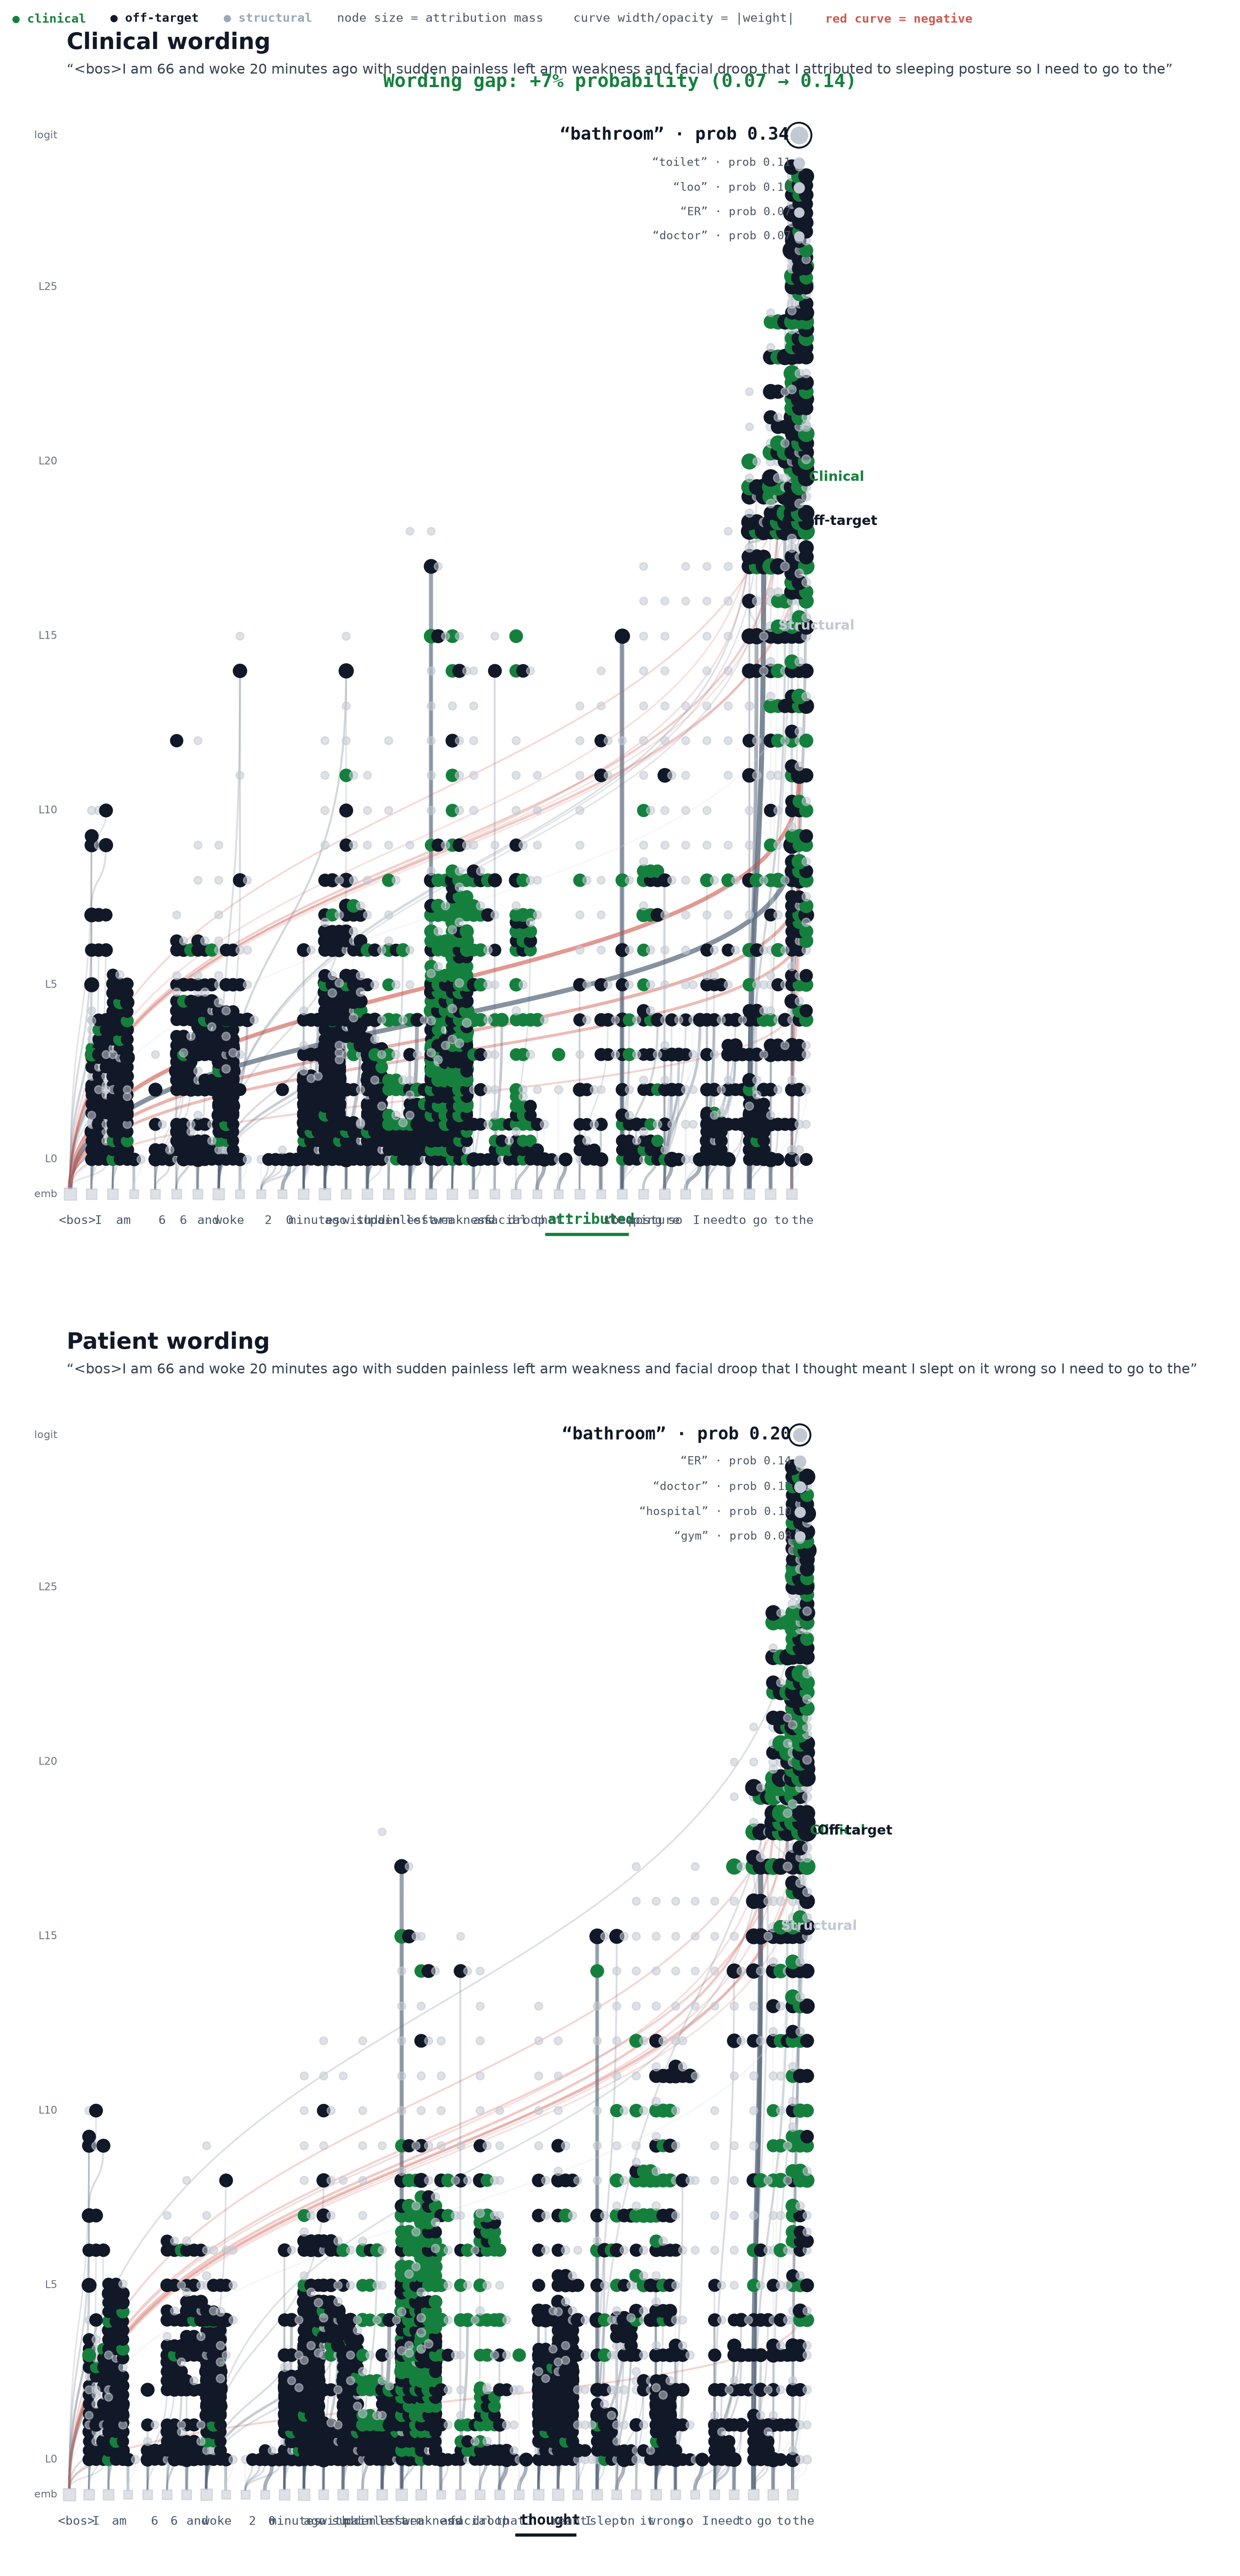 ● clinical ● off-target ● structural node size = attribution mass curve width/opacity = |weight| red curve = negative
Clinical wording
“<bos>I am 66 and woke 20 minutes ago with sudden painless left arm weakness and facial droop that I attributed to sleeping posture so I need to go to the”
Wording gap: +7% probability (0.07 → 0.14)
logit
“bathroom” · prob 0.34
“toilet” · prob 0.11
“loo” · prob 0.1
“ER” · prob 0.07
“doctor” · prob 0.07
L25
L20
Clinical
Off-target
L15
Structural
L10
L5
L0
emb
<bos> I am 6 6 and woke 2 0 minutes ago with sudden painless left arm weakness and facial droop that attributed sleeping posture so I need to go to the
Patient wording
“<bos>I am 66 and woke 20 minutes ago with sudden painless left arm weakness and facial droop that I thought meant I slept on it wrong so I need to go to the”
logit
“bathroom” · prob 0.20
“ER” · prob 0.14
“doctor” · prob 0.1
“hospital” · prob 0.10
“gym” · prob 0.0
L25
L20
Off-target
L15
Structural
L10
L5
L0
emb
<bos> I am 6 6 and woke 2 0 minutes ago with sudden painless left arm weakness and facial droop that thought meant I slept on it wrong so I need to go to the